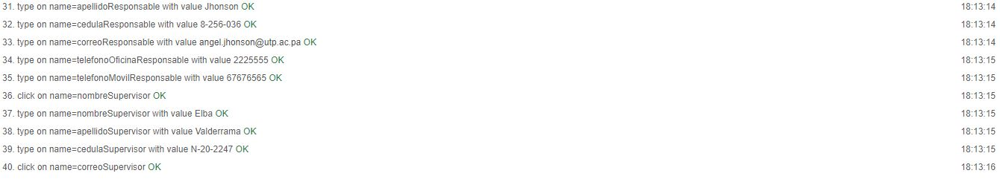 31. type on name=apellidoResponsable with value Jhonson OK 18:13:14
32. type on name=cedulaResponsable with value 8-256-036 OK 18:13:14
33. type on name=correoResponsable with value angel.jhonson@utp.ac.pa OK 18:13:14
34. type on name=telefonoOficinaResponsable with value 2225555 OK 18:13:15
35. type on name=telefonoMovilResponsable with value 67676565 OK 18:13:15
36. click on name=nombreSupervisor OK 18:13:15
37. type on name=nombreSupervisor with value Elba OK 18:13:15
38. type on name=apellidoSupervisor with value Valderrama OK 18:13:15
39. type on name=cedulaSupervisor with value N-20-2247 OK 18:13:15
40. click on name=correoSupervisor OK 18:13:16